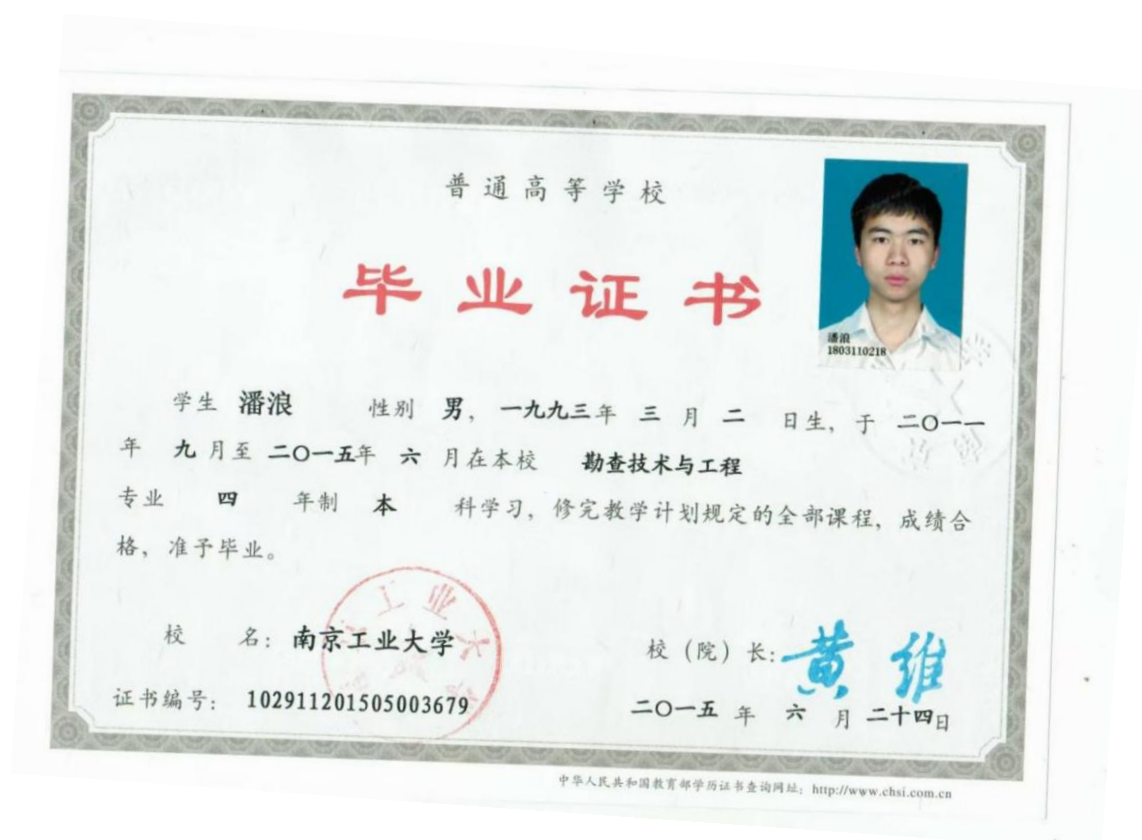 普通高等学校
毕业证书
潘浪
1803110218
学生 潘浪 性别 男，一九九三年 三 月 二 日生，于 二〇一一
年 九 月至 二〇一五年 六 月在本校 勘查技术与工程
专业 四 年制 本 科学习，修完教学计划规定的全部课程，成绩合
格，准予毕业。
校 名：南京工业大学
校（院）长：黄维
证书编号：102911201505003679
二〇一五 年 六 月 二十四日
中华人民共和国教育部学历证书查询网址：http://www.chsi.com.cn